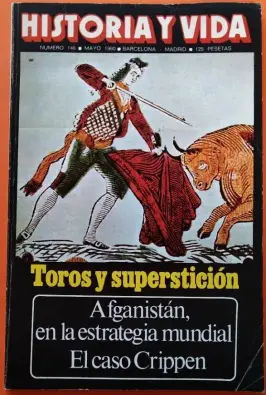 HISTORIA Y VIDA
NUMERO 146 ■ MAYO 1980 ■ BARCELONA MADRID ■ 125 PESETAS
Toros y superstición
Afganistán,
en la estrategia mundial
El caso Crippen